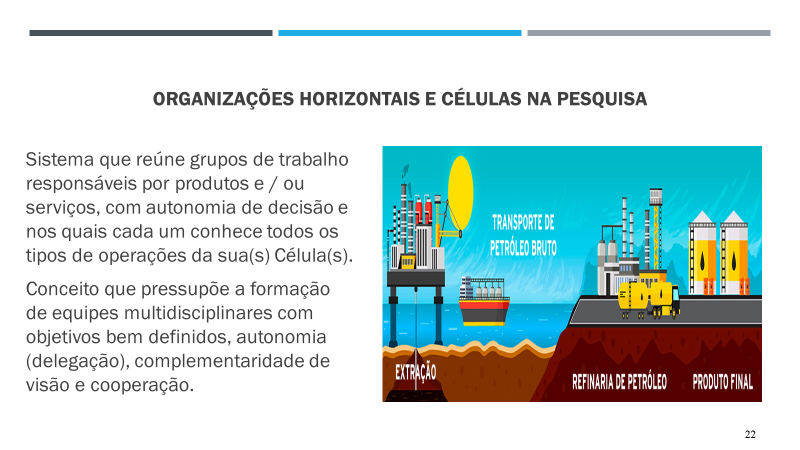 ORGANIZAÇÕES HORIZONTAIS E CÉLULAS NA PESQUISA
Sistema que reúne grupos de trabalho
responsáveis por produtos e / ou
serviços, com autonomia de decisão e
nos quais cada um conhece todos os
tipos de operações da sua(s) Célula(s).
Conceito que pressupõe a formação
de equipes multidisciplinares com
objetivos bem definidos, autonomia
(delegação), complementaridade de
visão e cooperação.
TRANSPORTE DE
PETRÓLEO BRUTO
EXTRAÇÃO
REFINARIA DE PETRÓLEO
PRODUTO FINAL
22